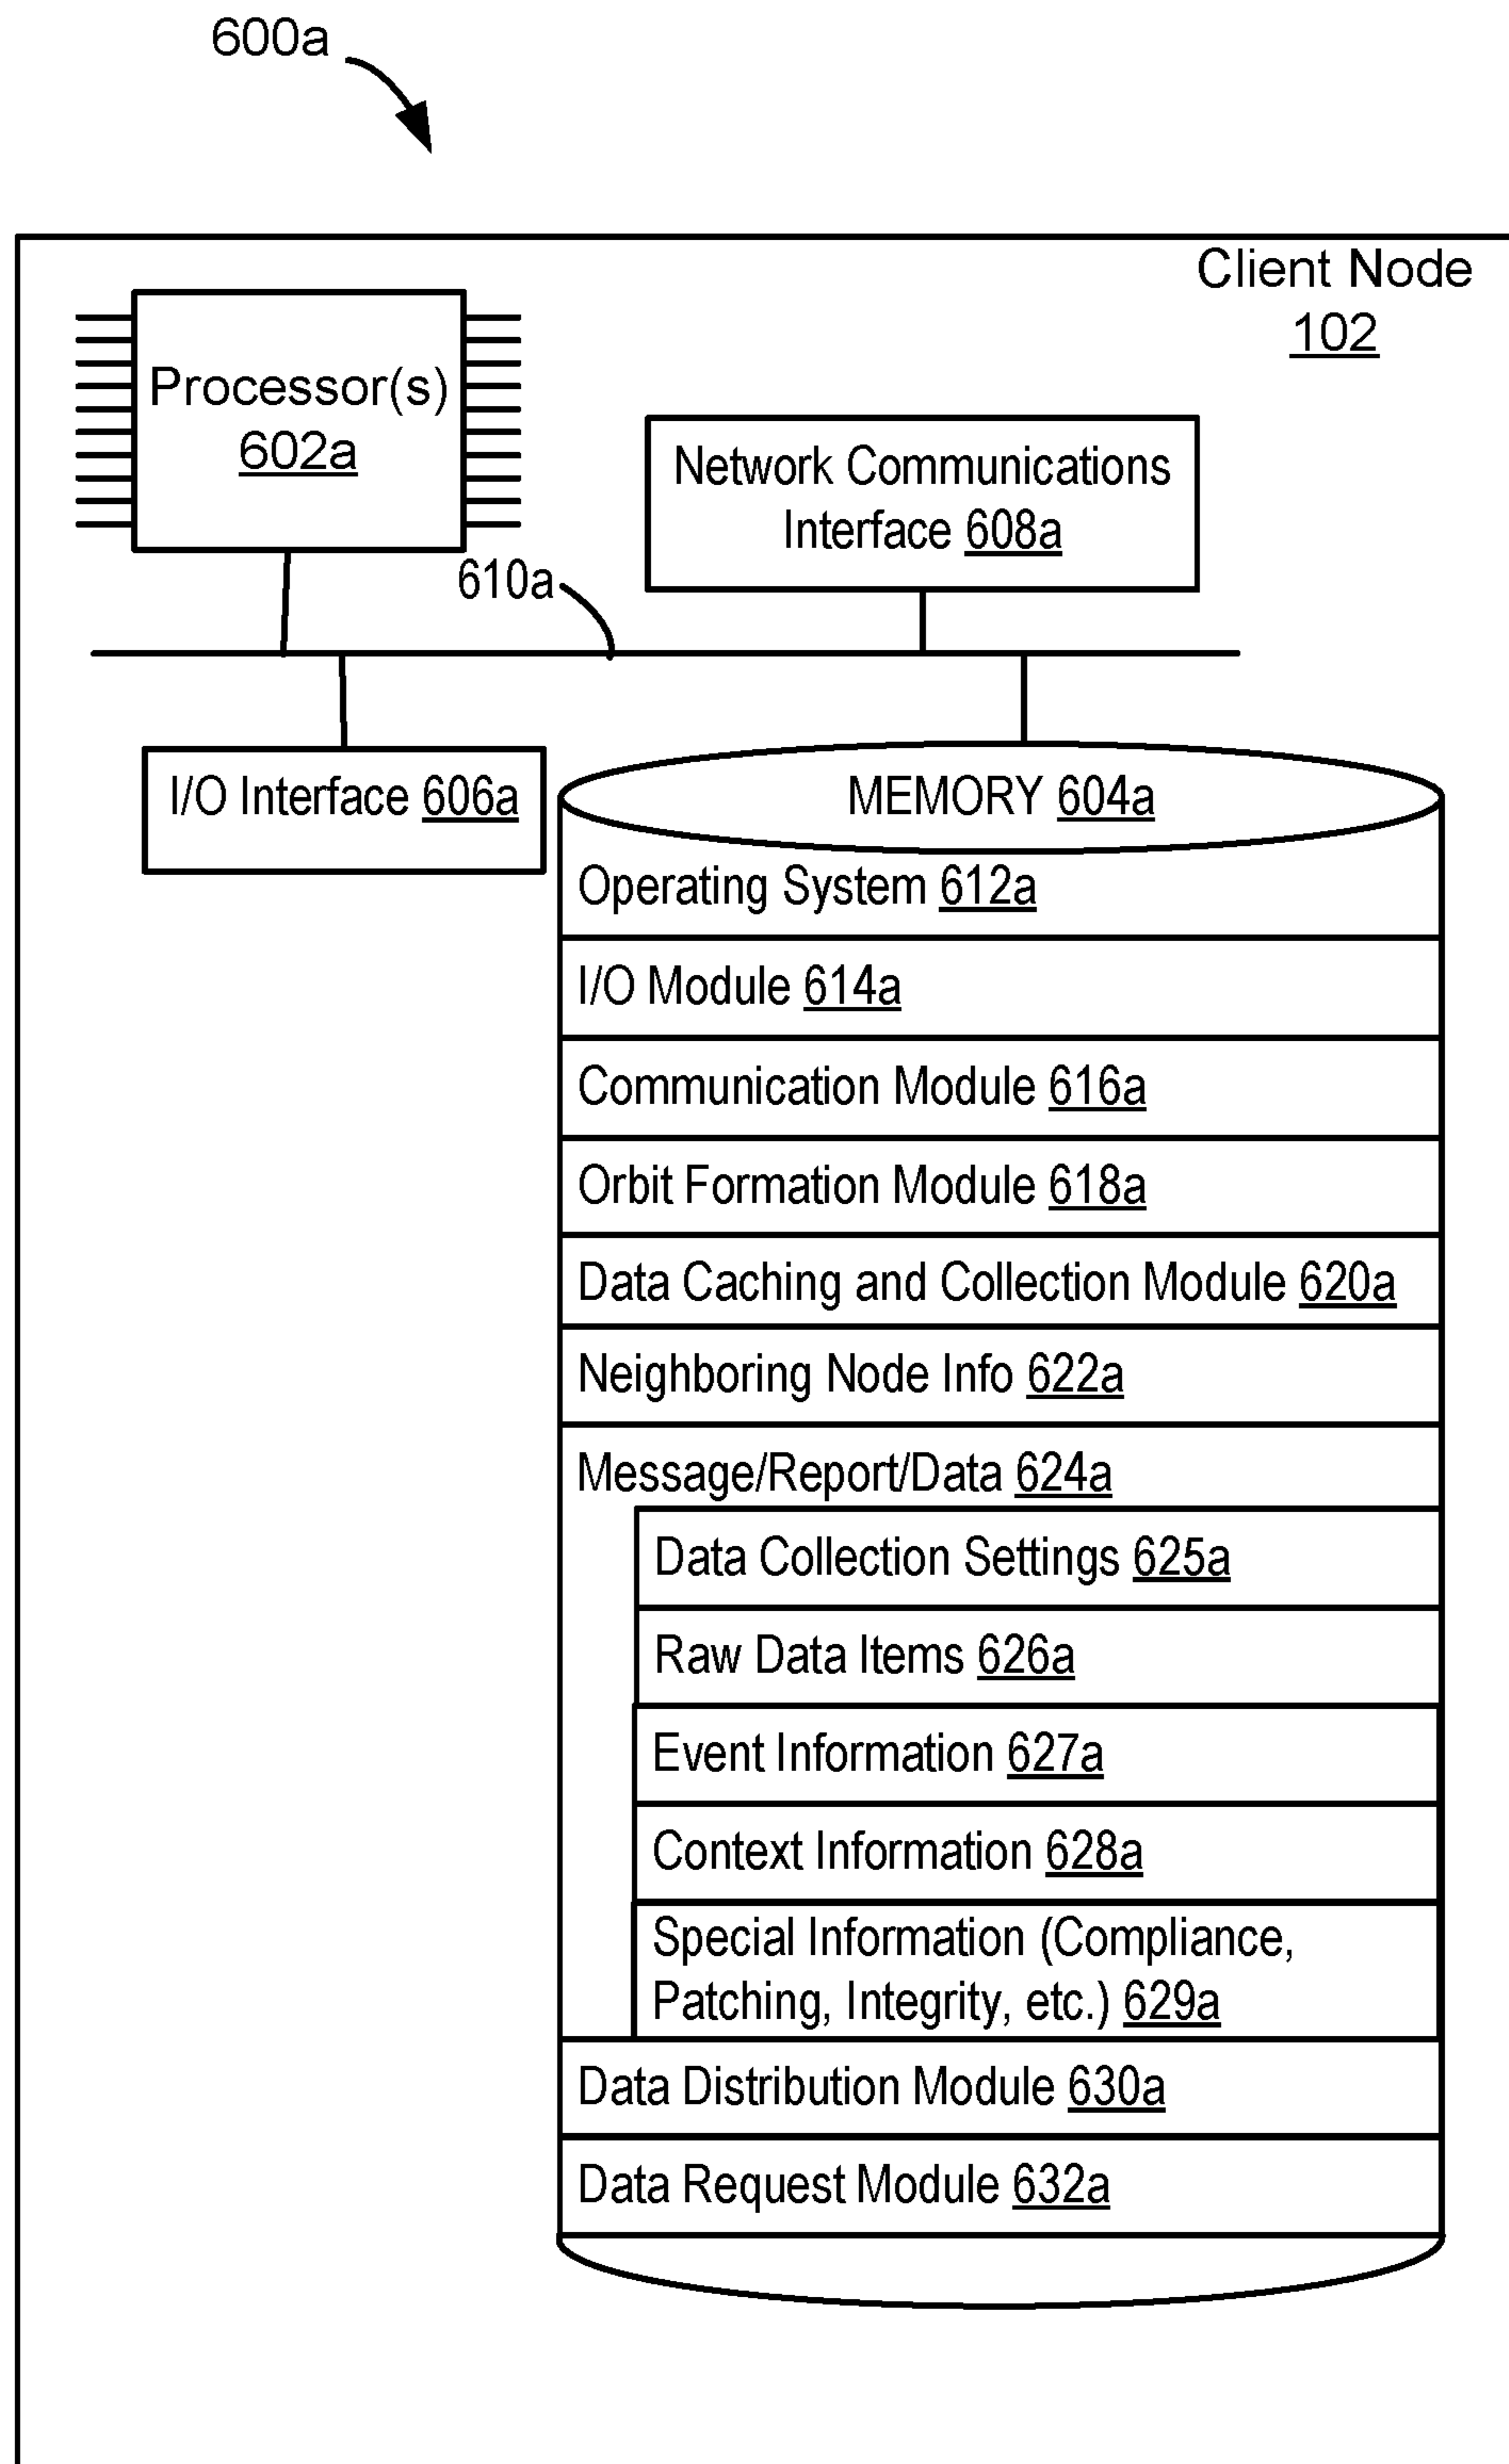 600a
Client Node
102
Processor(s)
602a
Network Communications
Interface 608a
610a
I/O Interface 606a
MEMORY 604a
Operating System 612a
I/O Module 614a
Communication Module 616a
Orbit Formation Module 618a
Data Caching and Collection Module 620a
Neighboring Node Info 622a
Message/Report/Data 624a
Data Collection Settings 625a
Raw Data Items 626a
Event Information 627a
Context Information 628a
Special Information (Compliance,
Patching, Integrity, etc.) 629a
Data Distribution Module 630a
Data Request Module 632a